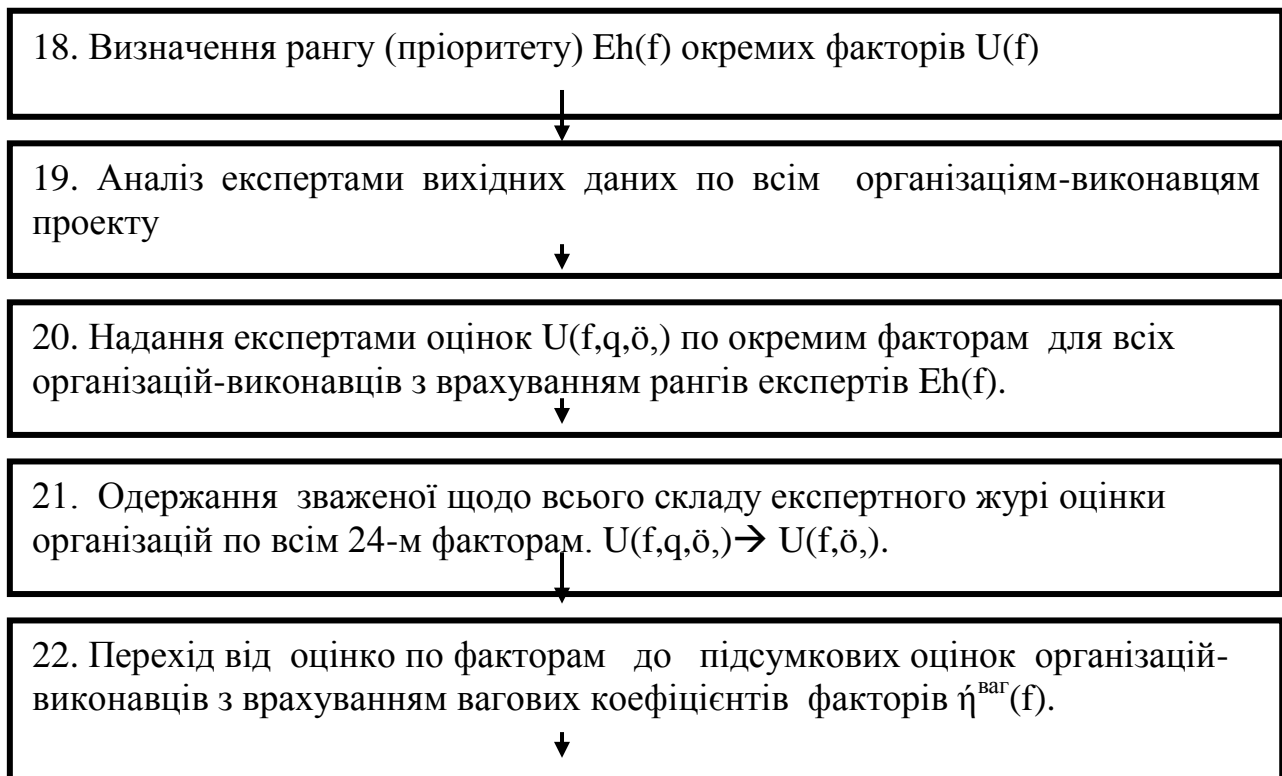 18. Визначення рангу (пріоритету) Eh(f) окремих факторів U(f)
19. Аналіз експертами вихідних даних по всім організаціям-виконавцям
проекту
20. Надання експертами оцінок U(f,q,ö,) по окремим факторам для всіх
організацій-виконавців з врахуванням рангів експертів Eh(f).
21. Одержання зваженої щодо всього складу експертного журі оцінки
організацій по всім 24-м факторам. U(f,q,ö,)→ U(f,ö,).
22. Перехід від оцінко по факторам до підсумкових оцінок організацій-
виконавців з врахуванням вагових коефіцієнтів факторів ή^ваг(f).